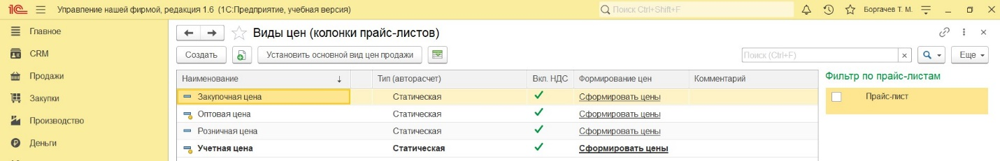 1С Управление нашей фирмой, редакция 1.6 (1С:Предприятие, учебная версия) Поиск Ctrl+Shift+F Боргачев Т. М.
Главное
CRM
Продажи
Закупки
Производство
Деньги
Виды цен (колонки прайс-листов)
Создать Установить основной вид цен продажи Поиск (Ctrl+F) × Еще
Наименование ↓ Тип (авторасчет) Вкл. НДС Формирование цен Комментарий
Закупочная цена Статическая Сформировать цены
Оптовая цена Статическая Сформировать цены
Розничная цена Статическая Сформировать цены
Учетная цена Статическая Сформировать цены
Фильтр по прайс-листам
Прайс-лист